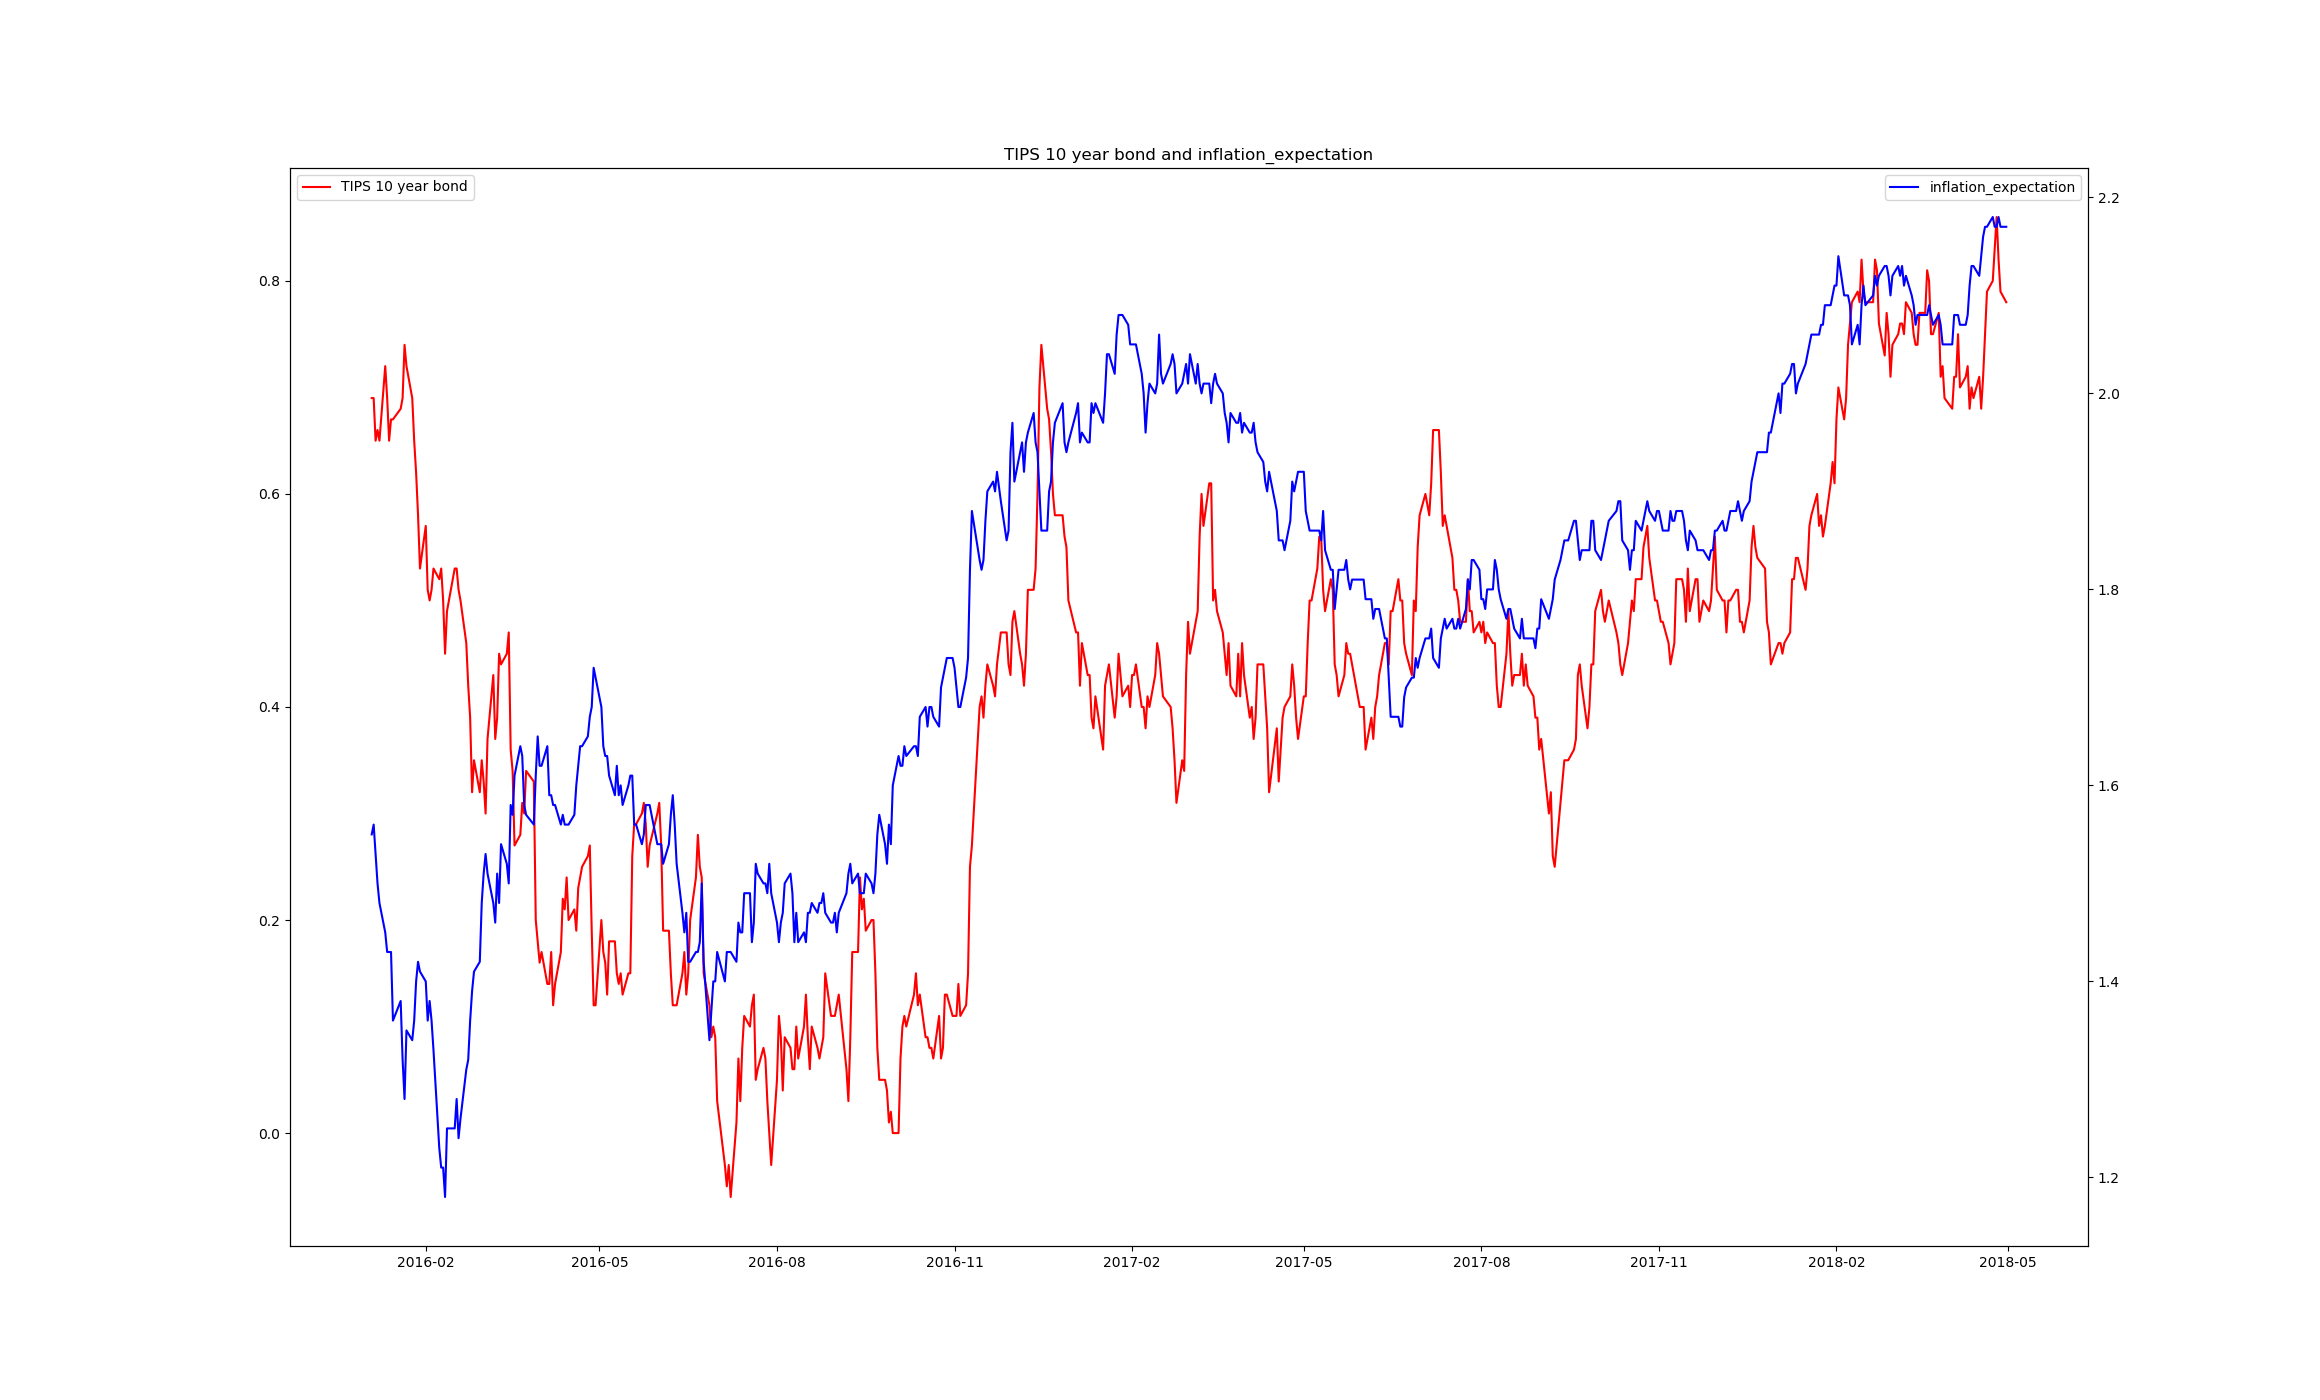 TIPS 10 year bond and inflation_expectation
TIPS 10 year bond
inflation_expectation
2.2
0.8
2.0
0.6
1.8
0.4
1.6
0.2
1.4
0.0
1.2
2016-02 2016-05 2016-08 2016-11 2017-02 2017-05 2017-08 2017-11 2018-02 2018-05